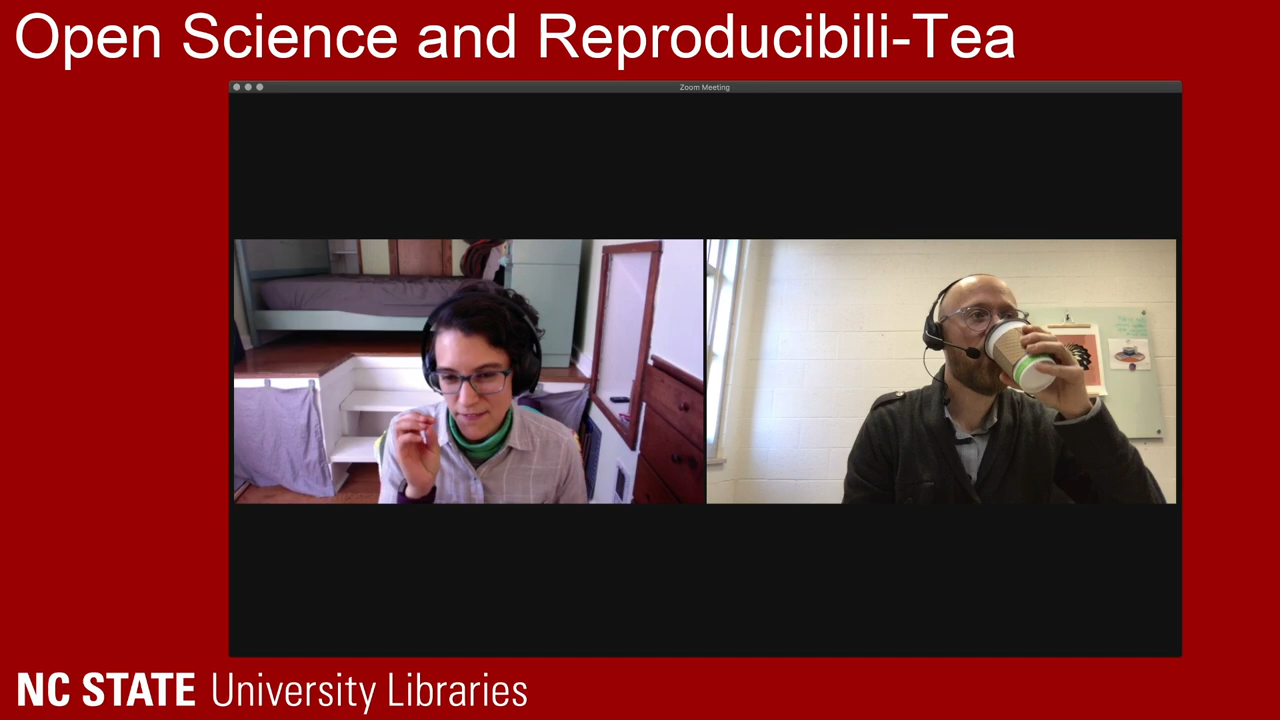 Open Science and Reproducibili-Tea
Zoom Meeting
NC STATE University Libraries